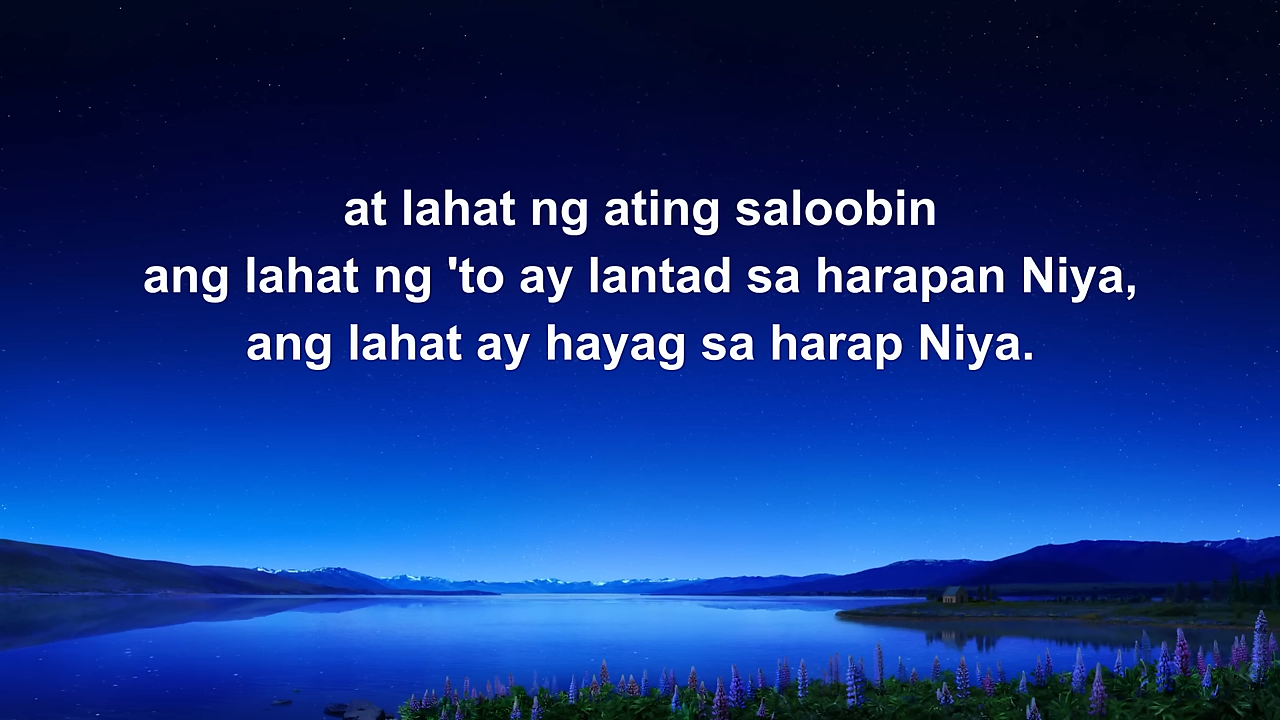 at lahat ng ating saloobin
ang lahat ng 'to ay lantad sa harapan Niya,
ang lahat ay hayag sa harap Niya.